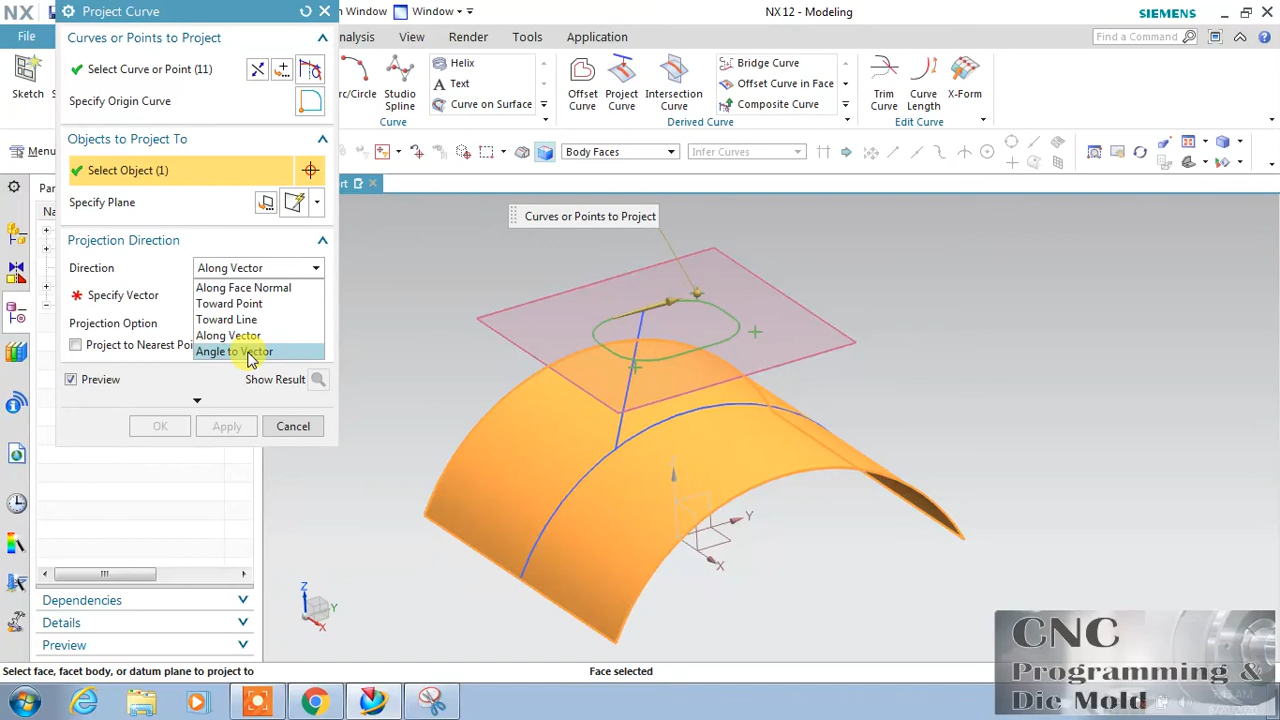 NX
Project Curve
Window
Window
NX 12 - Modeling
SIEMENS
File
Analysis
View
Render
Tools
Application
Find a Command
Curves or Points to Project
Select Curve or Point (11)
Specify Origin Curve
Sketch
Arc/Circle
Studio
Spline
Helix
Text
Curve on Surface
Curve
Offset
Curve
Project
Curve
Intersection
Curve
Bridge Curve
Offset Curve in Face
Composite Curve
Derived Curve
Trim
Curve
Curve
Length
X-Form
Edit Curve
Objects to Project To
Select Object (1)
Specify Plane
Menu
Body Faces
Infer Curves
Projection Direction
Direction
Along Vector
Along Face Normal
Toward Point
Toward Line
Along Vector
Angle to Vector
Specify Vector
Projection Option
Project to Nearest Poi
Preview
Show Result
OK
Apply
Cancel
Curves or Points to Project
Z
Y
X
Y
X
Dependencies
Details
Preview
Select face, facet body, or datum plane to project to
Face selected
CNC
Programming &
Die Mold